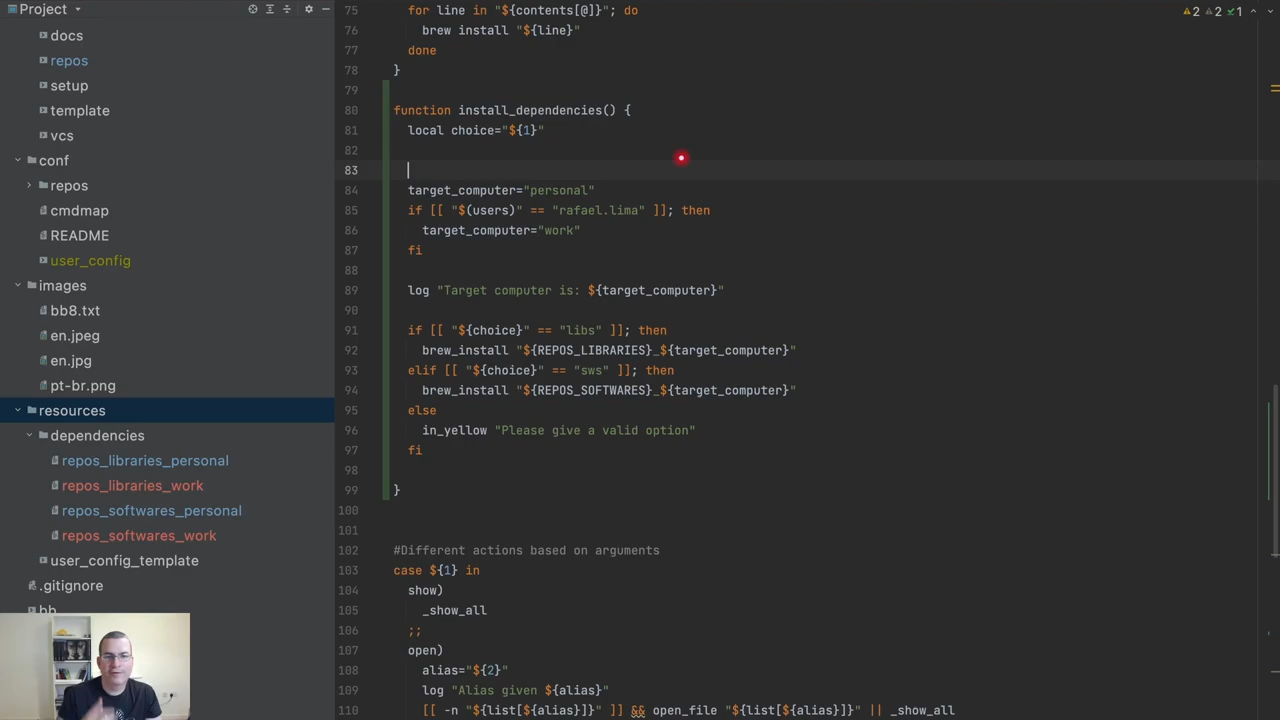 Project
docs
repos
setup
template
vcs
conf
repos
cmdmap
README
user_config
images
bb8.txt
en.jpeg
en.jpg
pt-br.png
resources
dependencies
repos_libraries_personal
repos_libraries_work
repos_softwares_personal
repos_softwares_work
user_config_template
.gitignore
bb
2 2 1
75 for line in "${contents[@]}"; do
76 brew install "${line}"
77 done
78 }
79
80 function install_dependencies() {
81 local choice="${1}"
82
83
84 target_computer="personal"
85 if [[ "$(users)" == "rafael.lima" ]]; then
86 target_computer="work"
87 fi
88
89 log "Target computer is: ${target_computer}"
90
91 if [[ "${choice}" == "libs" ]]; then
92 brew_install "${REPOS_LIBRARIES}_${target_computer}"
93 elif [[ "${choice}" == "sws" ]]; then
94 brew_install "${REPOS_SOFTWARES}_${target_computer}"
95 else
96 in_yellow "Please give a valid option"
97 fi
98
99 }
100
101
102 #Different actions based on arguments
103 case ${1} in
104 show)
105 _show_all
106 ;;
107 open)
108 alias="${2}"
109 log "Alias given ${alias}"
110 [[ -n "${list[${alias}]}" ]] && open_file "${list[${alias}]}" || _show_all